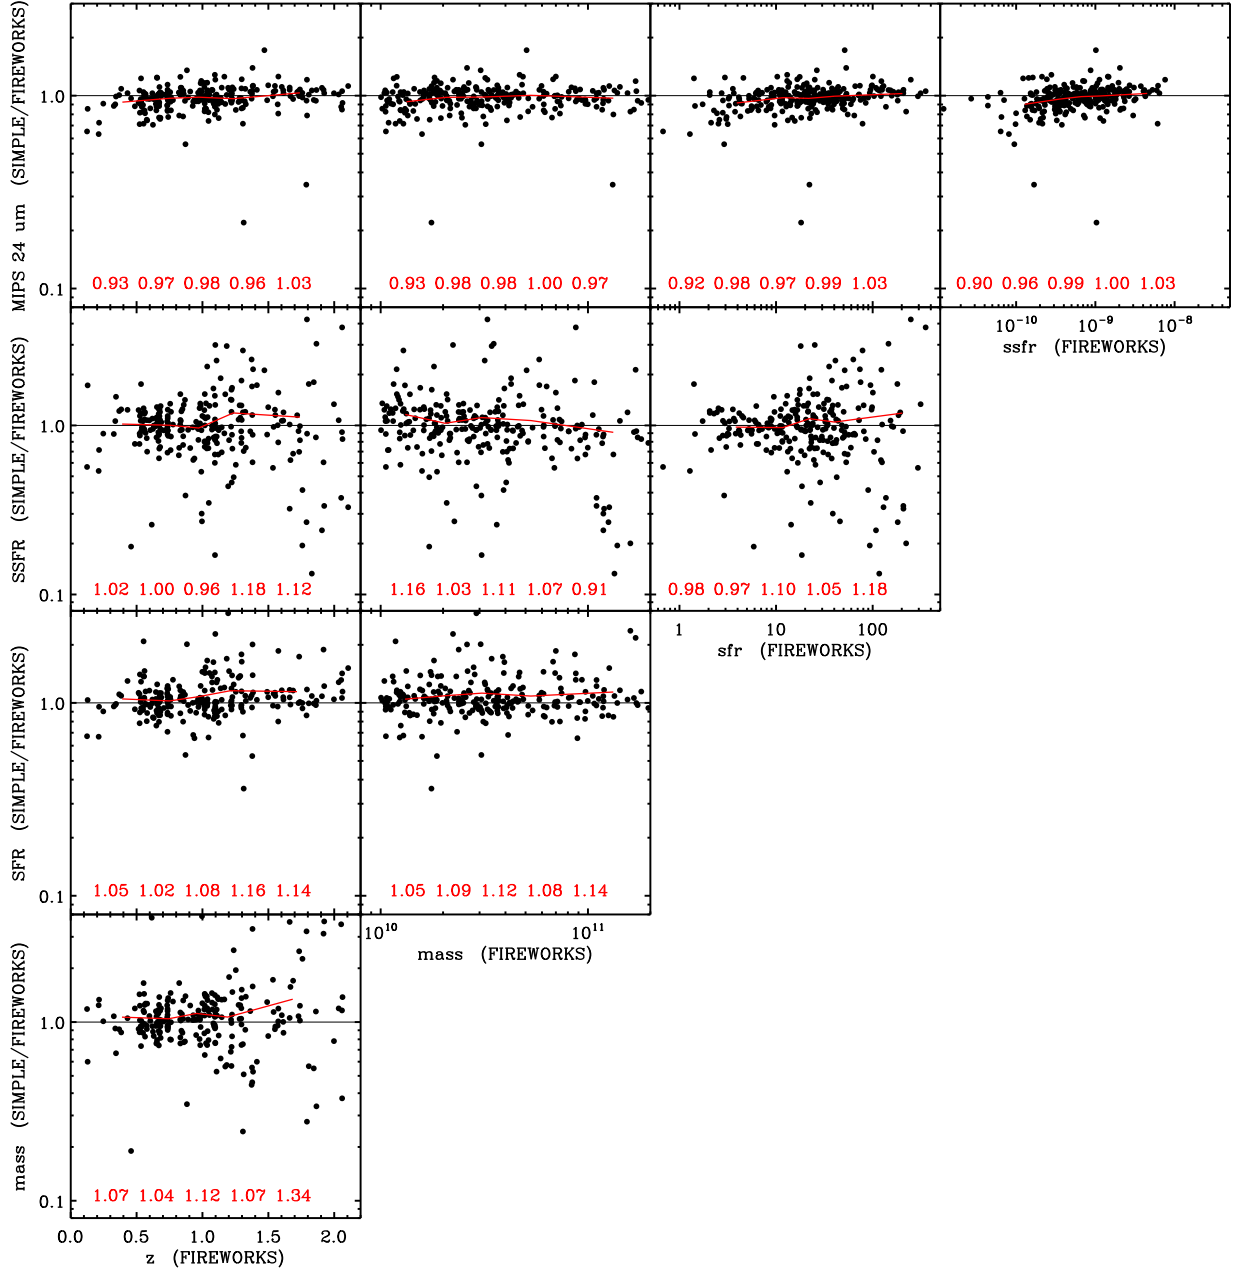 MIPS 24 um (SIMPLE/FIREWORKS)
1.0
0.1
0.93 0.97 0.98 0.96 1.03
0.93 0.98 0.98 1.00 0.97
0.92 0.98 0.97 0.99 1.03
0.90 0.96 0.99 1.00 1.03
10⁻¹⁰ 10⁻⁹ 10⁻⁸
ssfr (FIREWORKS)
SSFR (SIMPLE/FIREWORKS)
1.0
0.1
1.02 1.00 0.96 1.18 1.12
1.16 1.03 1.11 1.07 0.91
0.98 0.97 1.10 1.05 1.18
1 10 100
sfr (FIREWORKS)
SFR (SIMPLE/FIREWORKS)
1.0
0.1
1.05 1.02 1.08 1.16 1.14
1.05 1.09 1.12 1.08 1.14
10¹⁰ 10¹¹
mass (FIREWORKS)
mass (SIMPLE/FIREWORKS)
1.0
0.1
1.07 1.04 1.12 1.07 1.34
0.0 0.5 1.0 1.5 2.0
z (FIREWORKS)